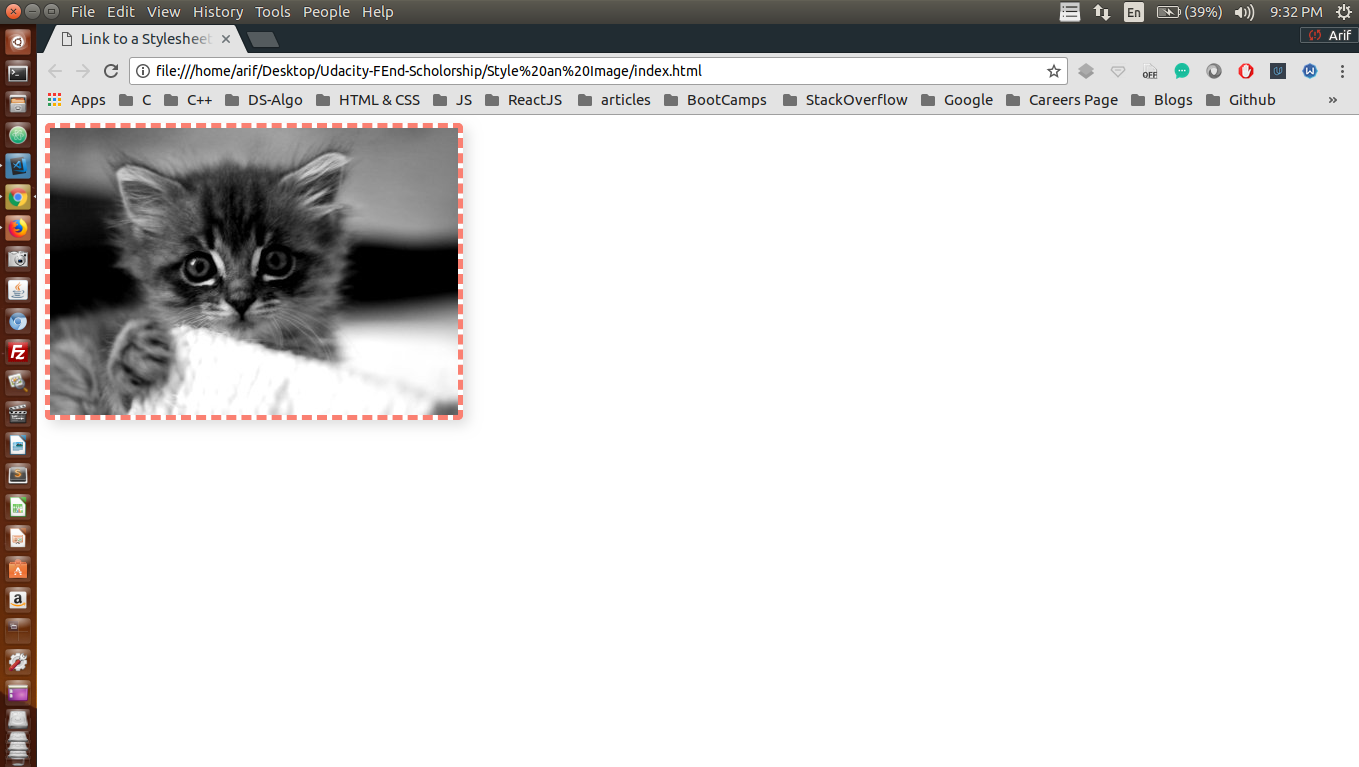 File Edit View History Tools People Help
En (39%) 9:32 PM
Link to a Stylesheet
Arif
file:///home/arif/Desktop/Udacity-FEnd-Scholorship/Style%20an%20Image/index.html
OFF
Apps C C++ DS-Algo HTML & CSS JS ReactJS articles BootCamps StackOverflow Google Careers Page Blogs Github »